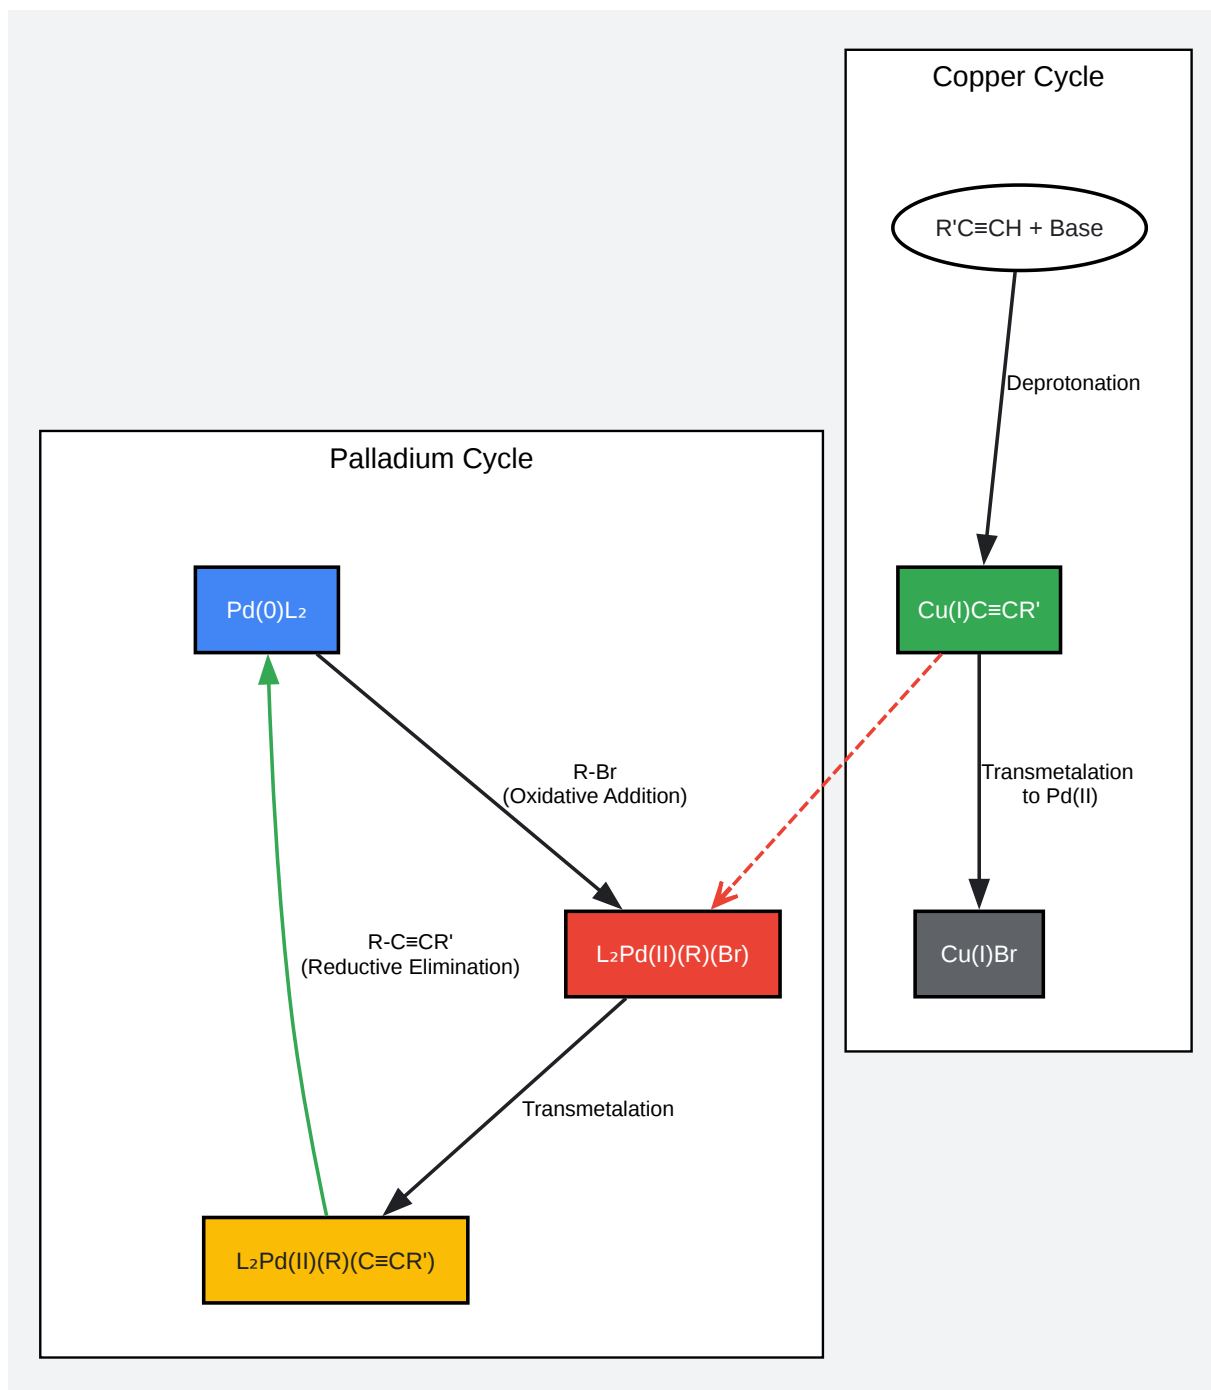 Copper Cycle
R'C≡CH + Base
Deprotonation
Palladium Cycle
Pd(0)L₂
Cu(I)C≡CR'
R-Br
(Oxidative Addition)
Transmetalation
to Pd(II)
R-C≡CR'
(Reductive Elimination)
L₂Pd(II)(R)(Br)
Cu(I)Br
Transmetalation
L₂Pd(II)(R)(C≡CR')